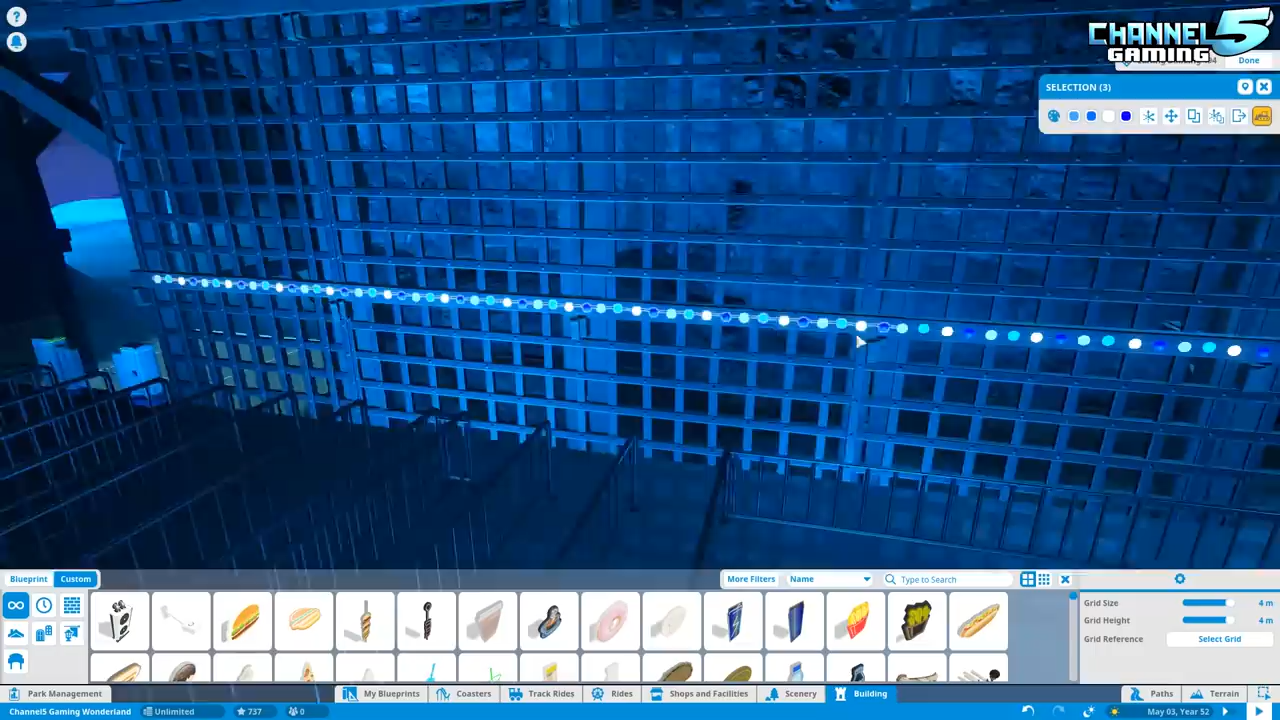 CHANNEL 5
GAMING
Done
SELECTION (3)
Blueprint
Custom
More Filters
Name
Type to Search
Grid Size
4 m
Grid Height
4 m
Grid Reference
Select Grid
Park Management
My Blueprints
Coasters
Track Rides
Rides
Shops and Facilities
Scenery
Building
Paths
Terrain
Channel5 Gaming Wonderland
Unlimited
737
0
May 03, Year 52